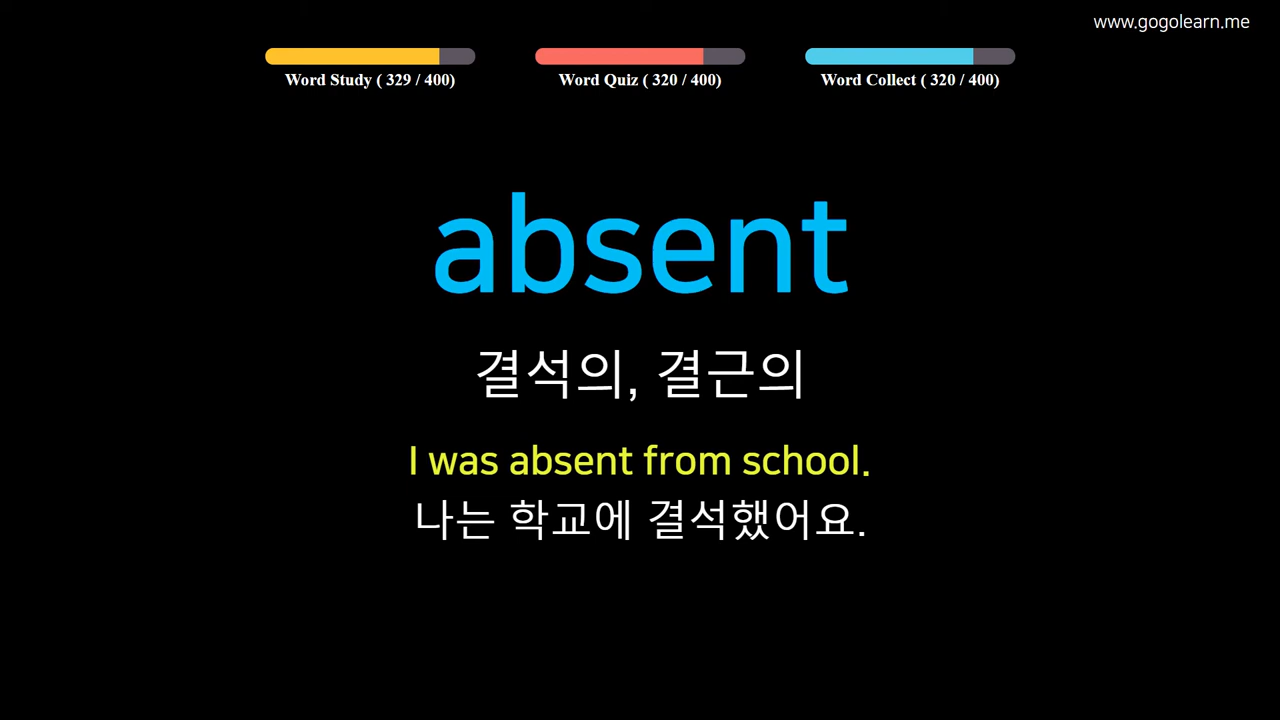 www.gogolearn.me
Word Study ( 329 / 400) Word Quiz ( 320 / 400) Word Collect ( 320 / 400)
absent
결석의, 결근의
I was absent from school.
나는 학교에 결석했어요.